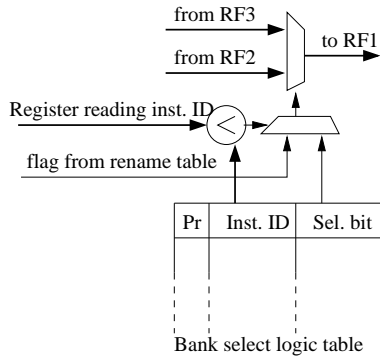 from RF3
to RF1
from RF2
Register reading inst. ID
<
flag from rename table
Pr Inst. ID Sel. bit
Bank select logic table